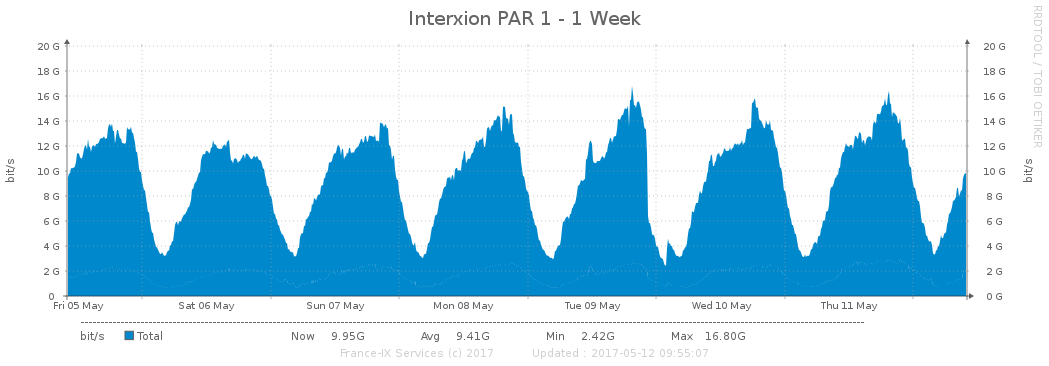 Interxion PAR 1 - 1 Week
RRDTOOL / TOBI OETIKER
bit/s
bit/s
20 G 20 G
18 G 18 G
16 G 16 G
14 G 14 G
12 G 12 G
10 G 10 G
8 G 8 G
6 G 6 G
4 G 4 G
2 G 2 G
0 0 G
Fri 05 May Sat 06 May Sun 07 May Mon 08 May Tue 09 May Wed 10 May Thu 11 May
bit/s Total Now 9.95G Avg 9.41G Min 2.42G Max 16.80G
France-IX Services (c) 2017 Updated : 2017-05-12 09:55:07